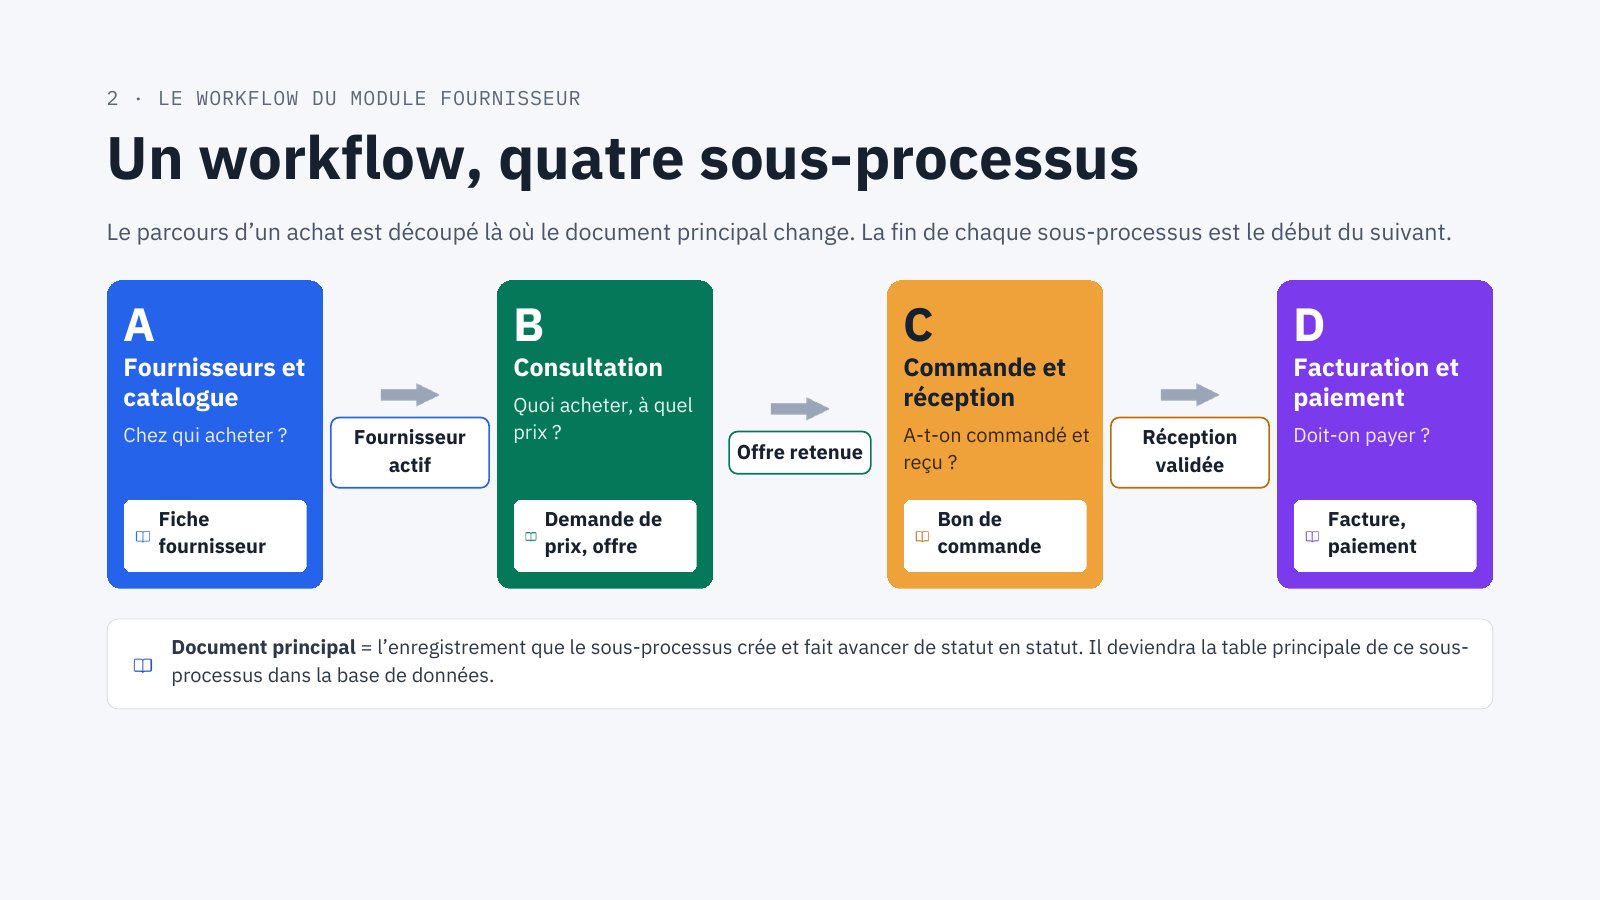 2 · LE WORKFLOW DU MODULE FOURNISSEUR
Un workflow, quatre sous-processus
Le parcours d’un achat est découpé là où le document principal change. La fin de chaque sous-processus est le début du suivant.
A
Fournisseurs et
catalogue
Chez qui acheter ?
Fiche
fournisseur
Fournisseur
actif
B
Consultation
Quoi acheter, à quel
prix ?
Demande de
prix, offre
Offre retenue
C
Commande et
réception
A-t-on commandé et
reçu ?
Bon de
commande
Réception
validée
D
Facturation et
paiement
Doit-on payer ?
Facture,
paiement
Document principal = l’enregistrement que le sous-processus crée et fait avancer de statut en statut. Il deviendra la table principale de ce sous-
processus dans la base de données.